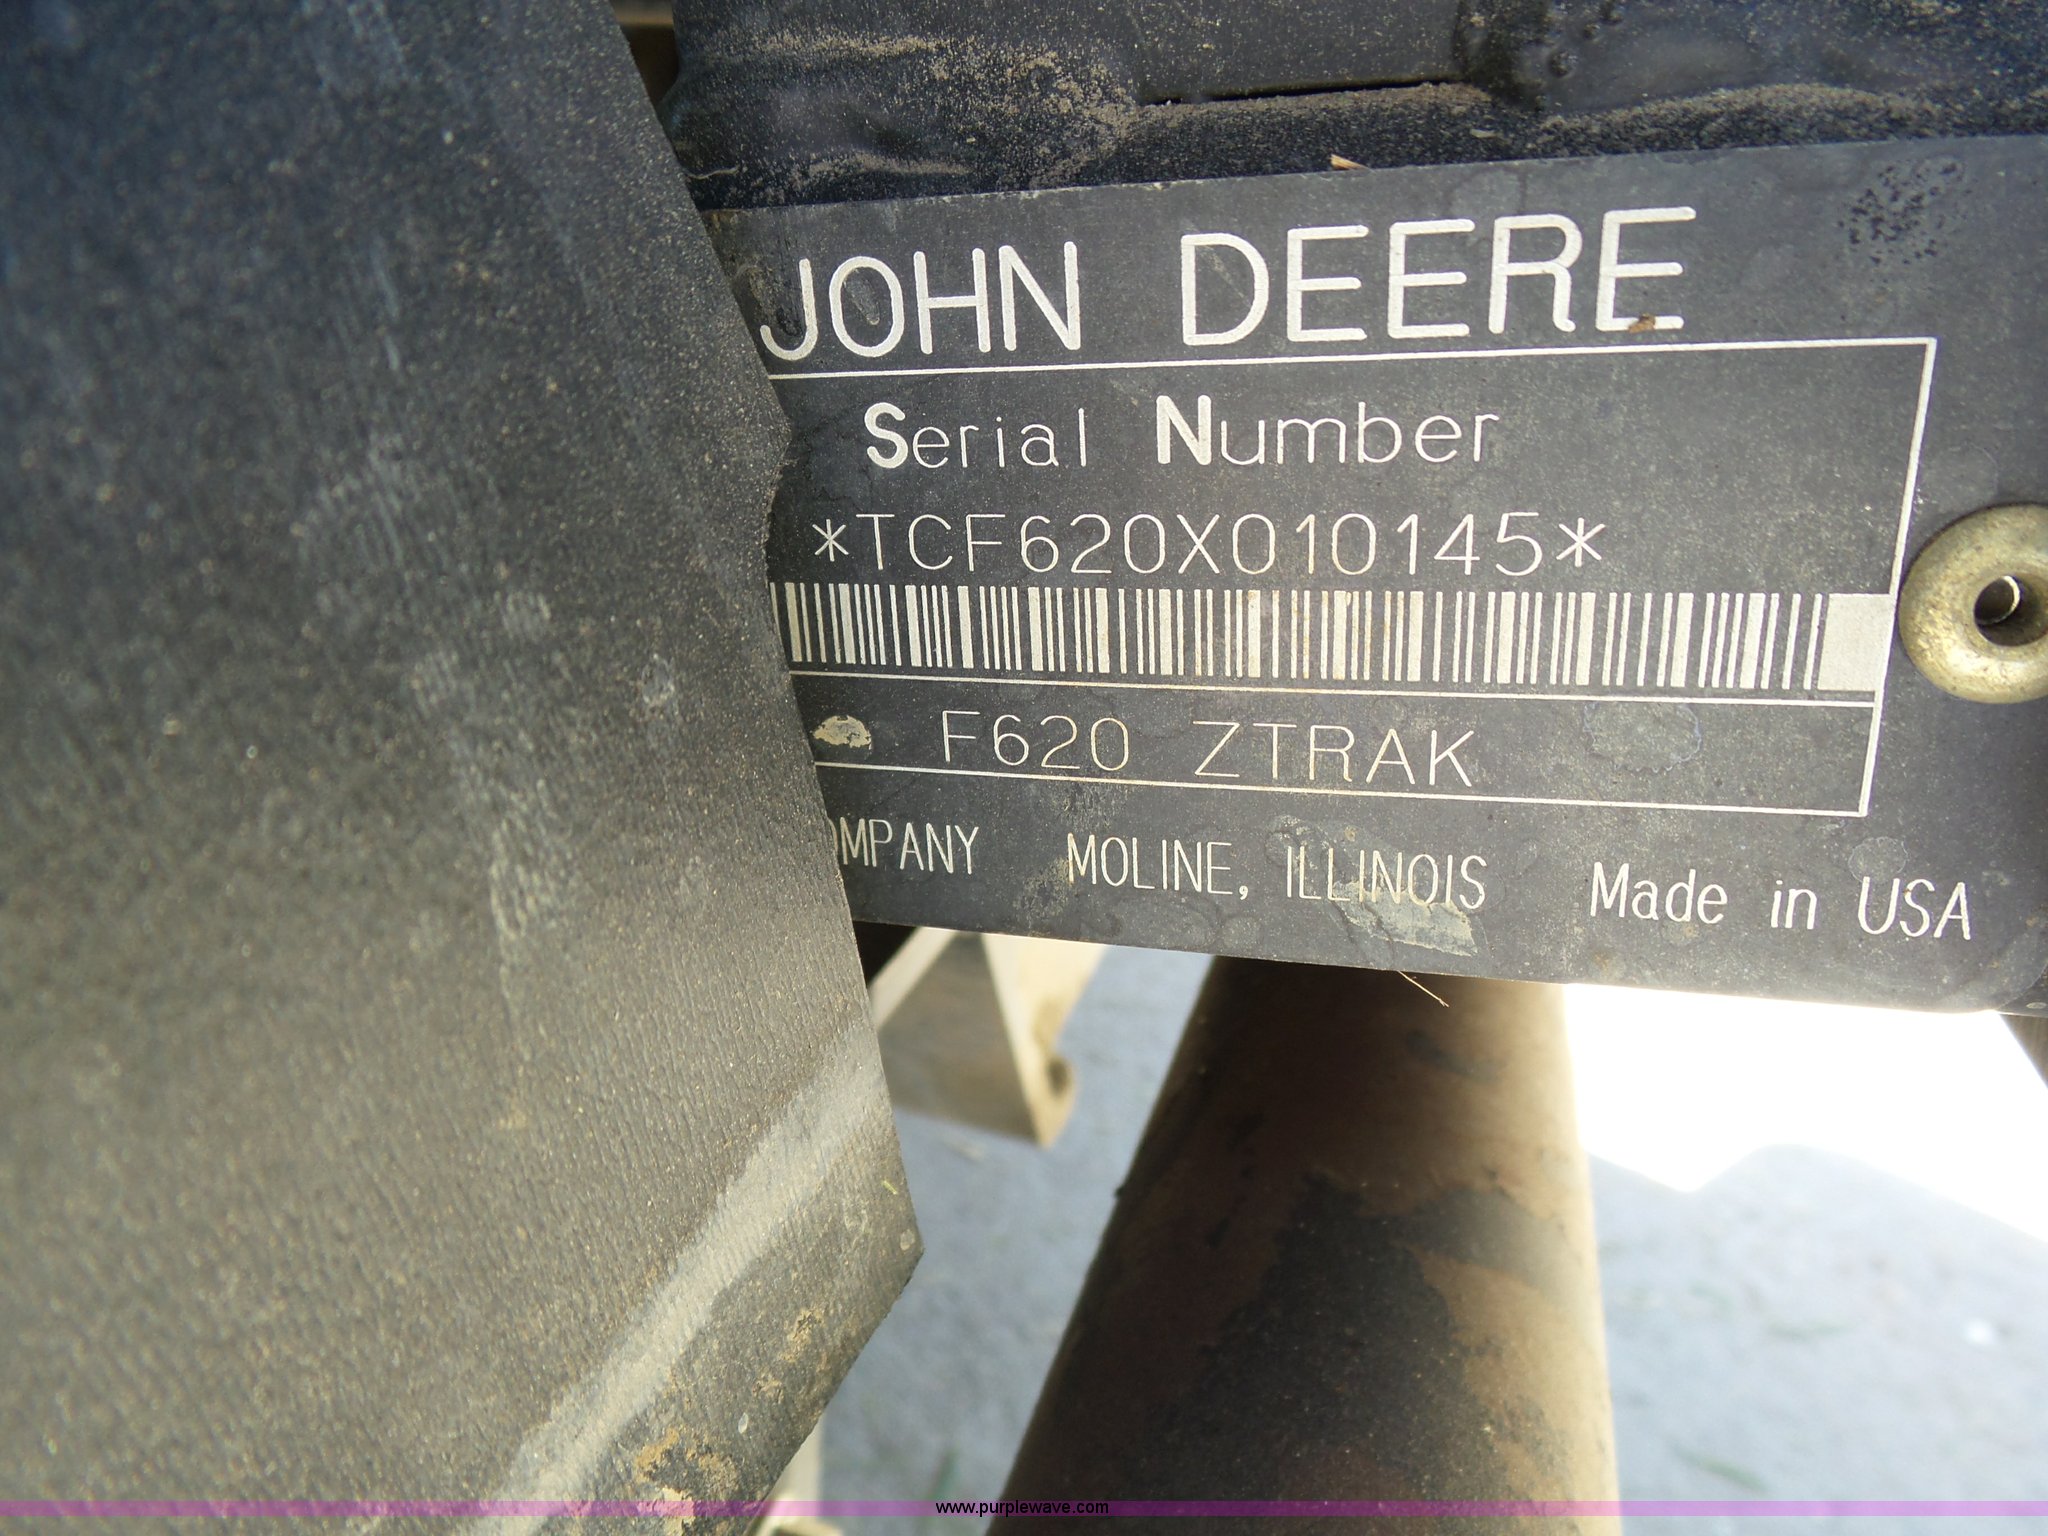 JOHN DEERE
Serial Number
*TCF620X010145*
F620 ZTRAK
OMPANY MOLINE, ILLINOIS Made in USA
www.purplewave.com